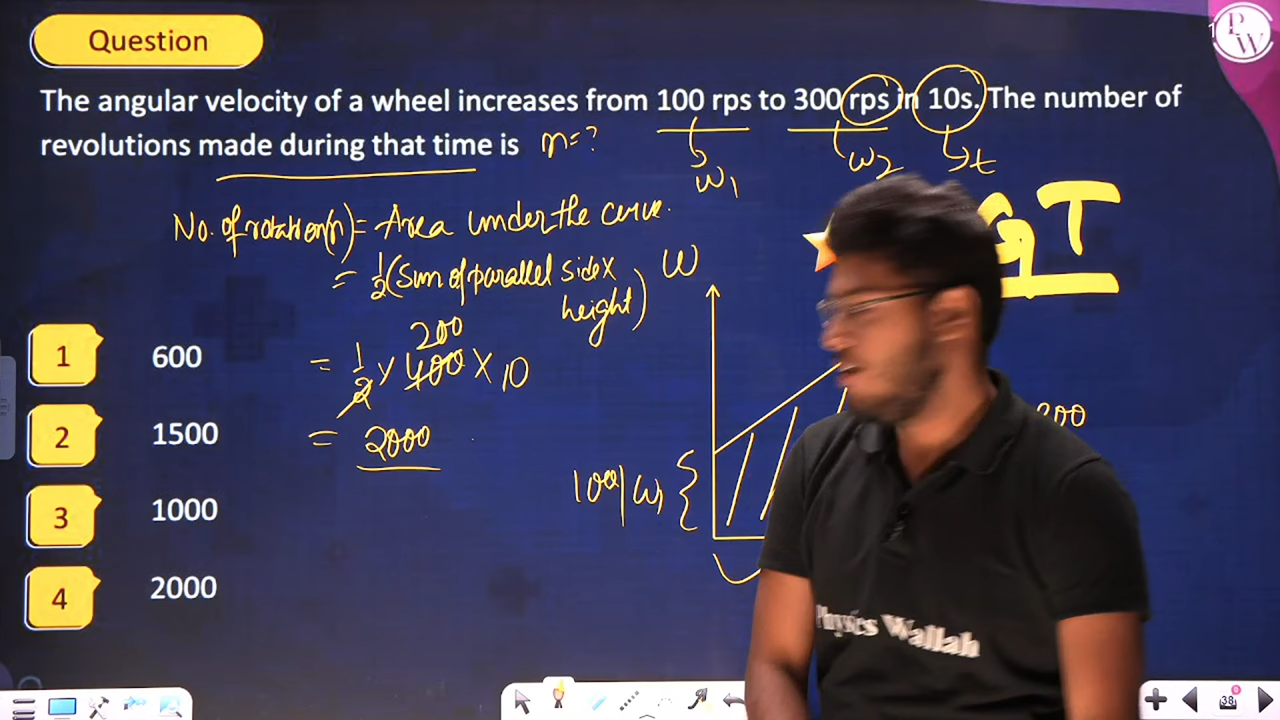 Question
PW
The angular velocity of a wheel increases from 100 rps to 300 rps in 10s. The number of
revolutions made during that time is n=?
ω1
ω2
t
GT
No. of rotation(n) = Area under the curve.
= 1/2 (sum of parallel side ×
height)
ω
200
= 1/2 × 400 × 10
= 2000
100/ω1
1 600
2 1500
3 1000
4 2000
Physics Wallah
38